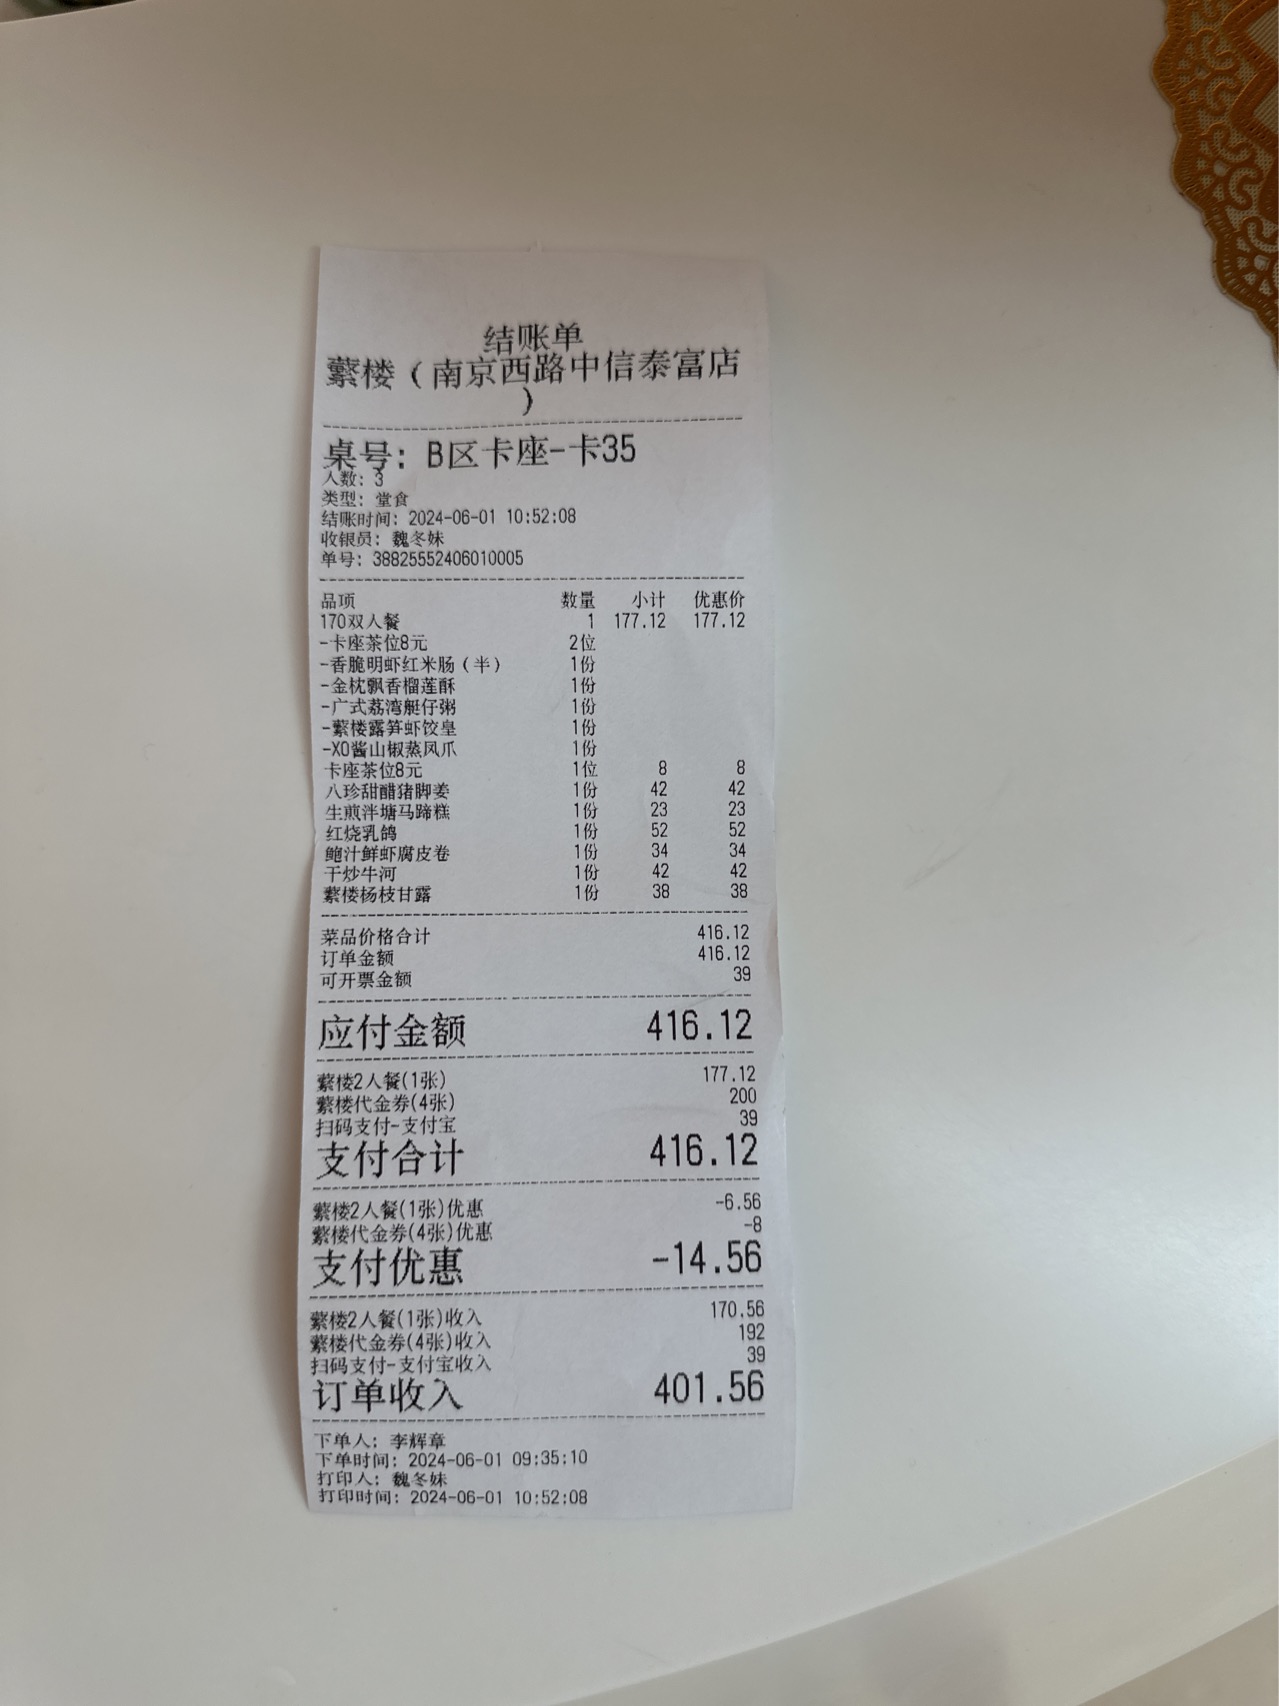 结账单
蘩楼（南京西路中信泰富店
）
桌号: B区卡座-卡35
人数: 3
类型: 堂食
结账时间: 2024-06-01 10:52:08
收银员: 魏冬妹
单号: 38825552406010005
品项 数量 小计 优惠价
170双人餐 1 177.12 177.12
-卡座茶位8元 2位
-香脆明虾红米肠（半） 1份
-金枕飘香榴莲酥 1份
-广式荔湾艇仔粥 1份
-蘩楼露笋虾饺皇 1份
-XO酱山椒蒸凤爪 1份
卡座茶位8元 1位 8 8
八珍甜醋猪脚姜 1份 42 42
生煎泮塘马蹄糕 1份 23 23
红烧乳鸽 1份 52 52
鲍汁鲜虾腐皮卷 1份 34 34
干炒牛河 1份 42 42
蘩楼杨枝甘露 1份 38 38
菜品价格合计 416.12
订单金额 416.12
可开票金额 39
应付金额 416.12
蘩楼2人餐(1张) 177.12
蘩楼代金券(4张) 200
扫码支付-支付宝 39
支付合计 416.12
蘩楼2人餐(1张)优惠 -6.56
蘩楼代金券(4张)优惠 -8
支付优惠 -14.56
蘩楼2人餐(1张)收入 170.56
蘩楼代金券(4张)收入 192
扫码支付-支付宝收入 39
订单收入 401.56
下单人: 李辉章
下单时间: 2024-06-01 09:35:10
打印人: 魏冬妹
打印时间: 2024-06-01 10:52:08